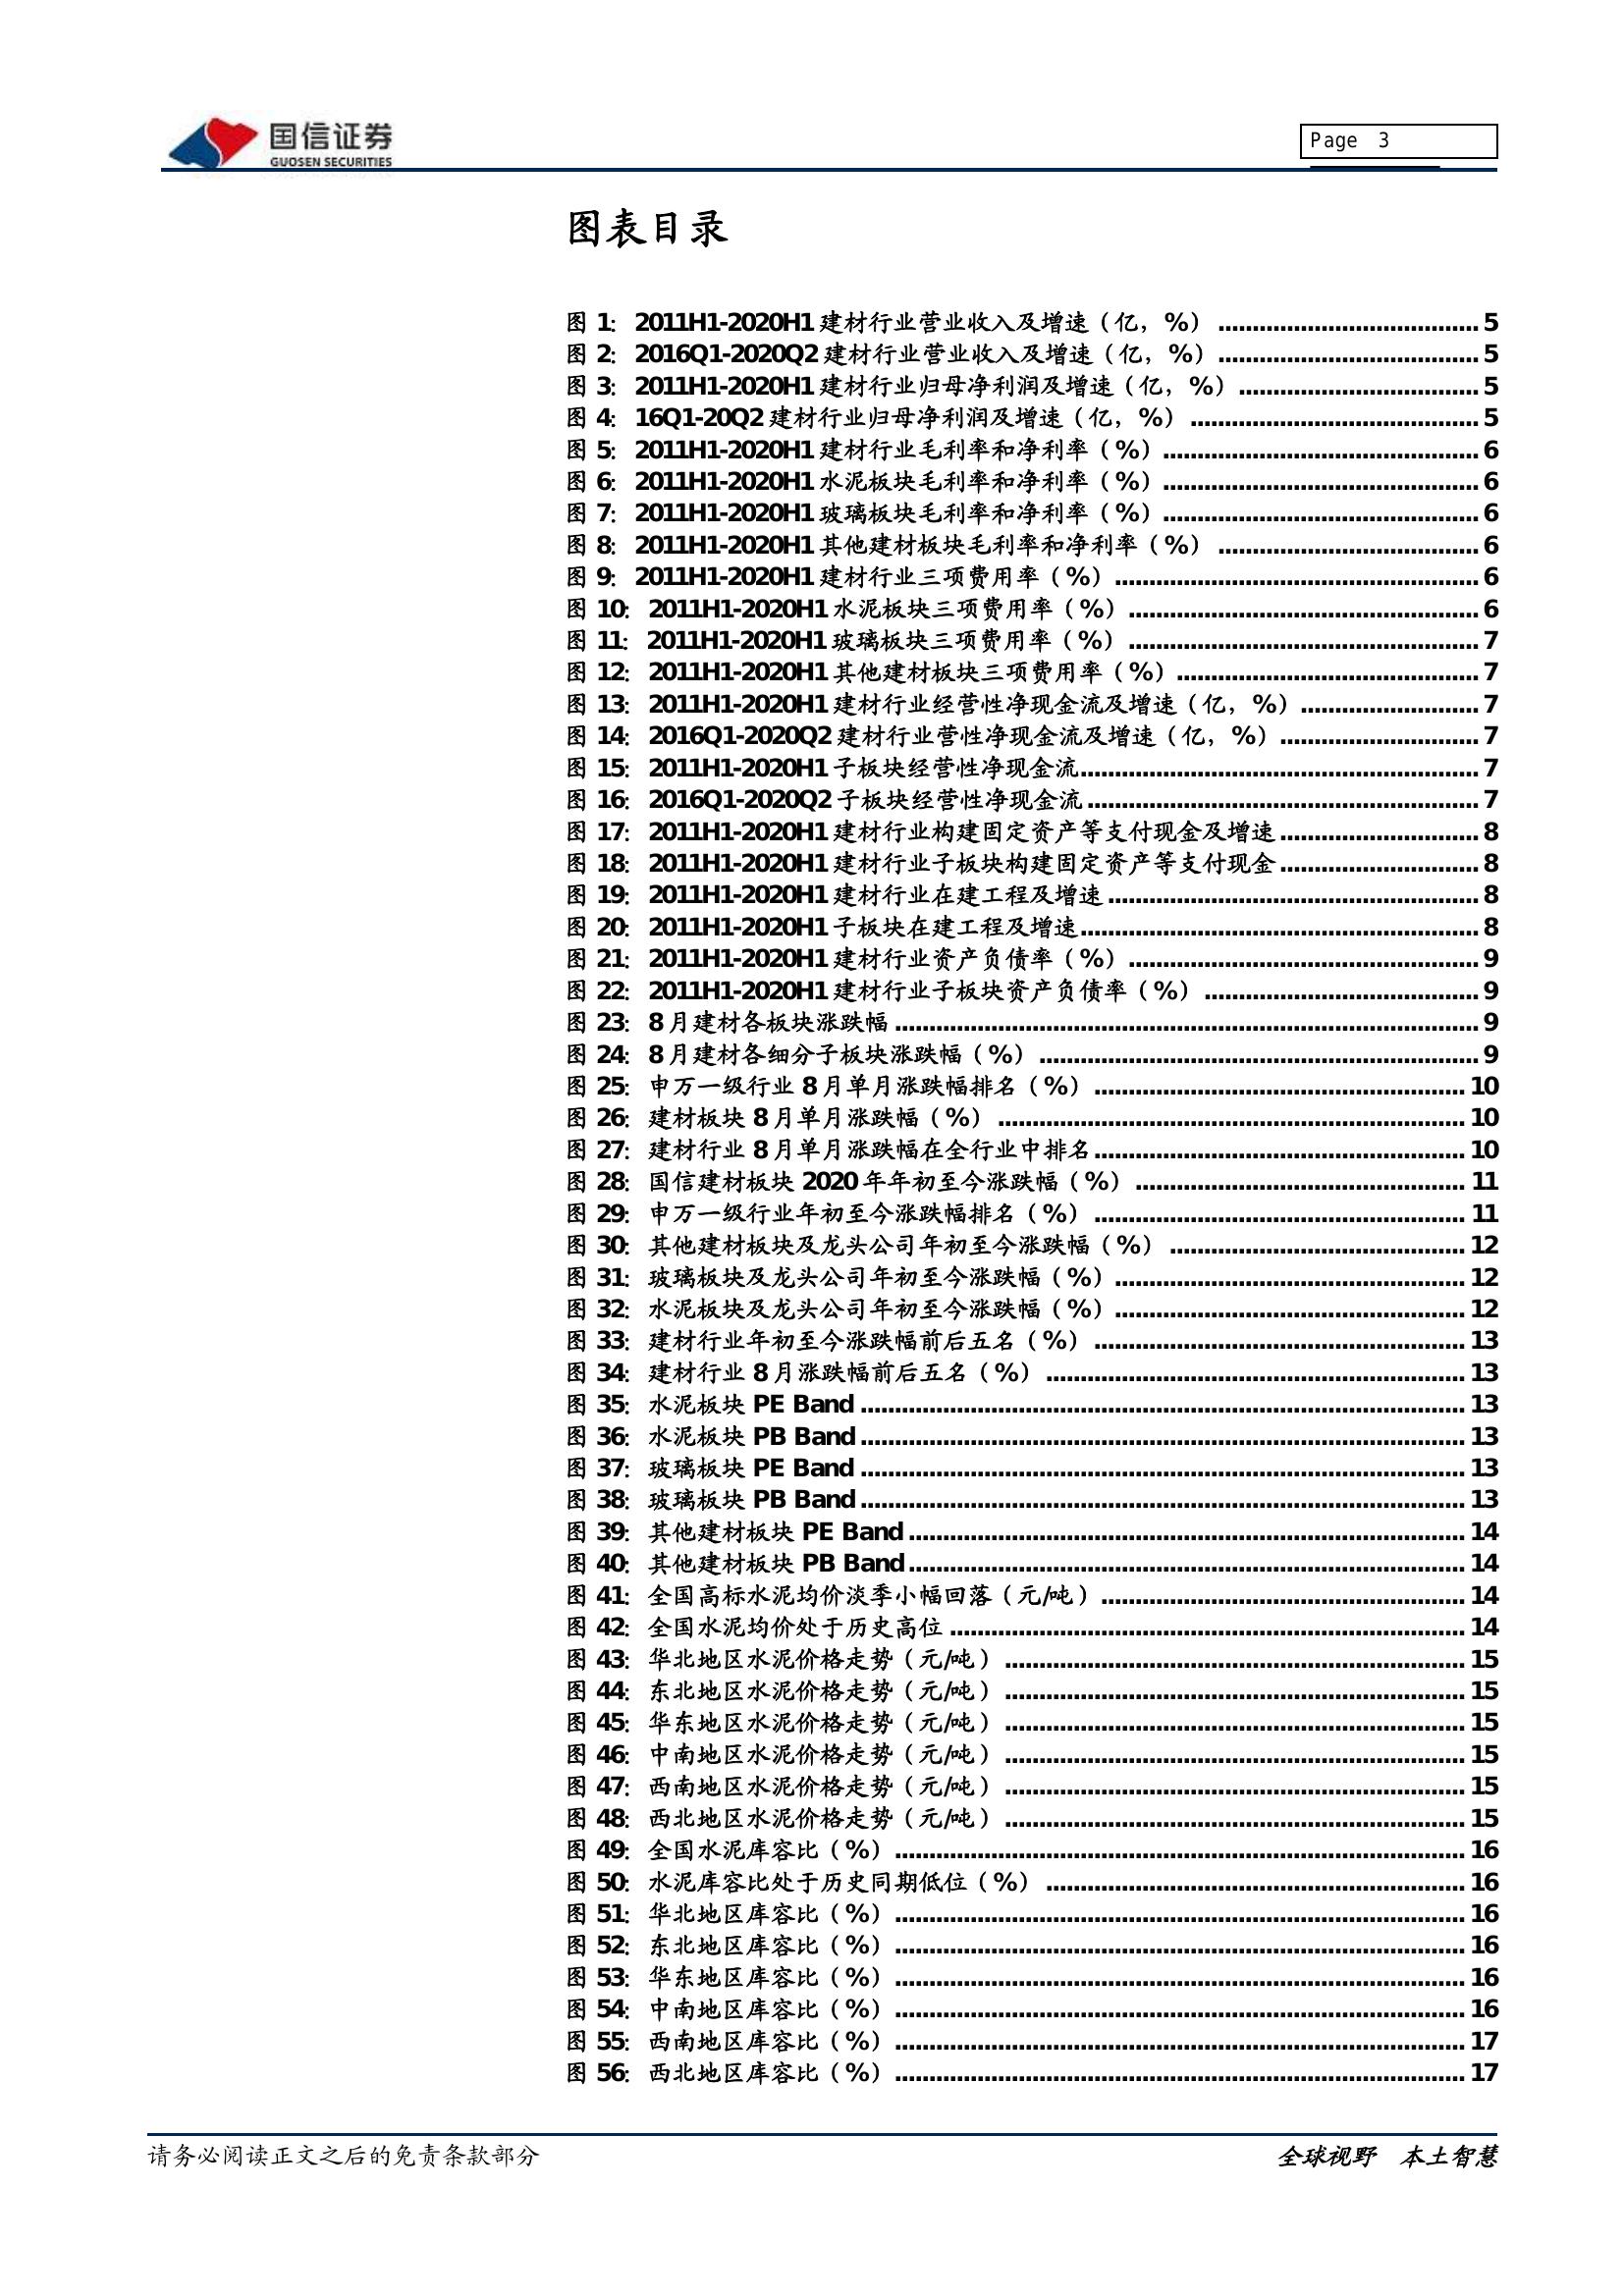 国信证券
GUOSEN SECURITIES
Page 3
图表目录
图 1: 2011H1-2020H1 建材行业营业收入及增速（亿，%） ...... 5
图 2: 2016Q1-2020Q2 建材行业营业收入及增速（亿，%） ...... 5
图 3: 2011H1-2020H1 建材行业归母净利润及增速（亿，%） ...... 5
图 4: 16Q1-20Q2 建材行业归母净利润及增速（亿，%） ...... 5
图 5: 2011H1-2020H1 建材行业毛利率和净利率（%） ...... 6
图 6: 2011H1-2020H1 水泥板块毛利率和净利率（%） ...... 6
图 7: 2011H1-2020H1 玻璃板块毛利率和净利率（%） ...... 6
图 8: 2011H1-2020H1 其他建材板块毛利率和净利率（%） ...... 6
图 9: 2011H1-2020H1 建材行业三项费用率（%） ...... 6
图 10: 2011H1-2020H1 水泥板块三项费用率（%） ...... 6
图 11: 2011H1-2020H1 玻璃板块三项费用率（%） ...... 7
图 12: 2011H1-2020H1 其他建材板块三项费用率（%） ...... 7
图 13: 2011H1-2020H1 建材行业经营性净现金流及增速（亿，%） ...... 7
图 14: 2016Q1-2020Q2 建材行业营性净现金流及增速（亿，%） ...... 7
图 15: 2011H1-2020H1 子板块经营性净现金流 ...... 7
图 16: 2016Q1-2020Q2 子板块经营性净现金流 ...... 7
图 17: 2011H1-2020H1 建材行业构建固定资产等支付现金及增速 ...... 8
图 18: 2011H1-2020H1 建材行业子板块构建固定资产等支付现金 ...... 8
图 19: 2011H1-2020H1 建材行业在建工程及增速 ...... 8
图 20: 2011H1-2020H1 子板块在建工程及增速 ...... 8
图 21: 2011H1-2020H1 建材行业资产负债率（%） ...... 9
图 22: 2011H1-2020H1 建材行业子板块资产负债率（%） ...... 9
图 23: 8 月建材各板块涨跌幅 ...... 9
图 24: 8 月建材各细分子板块涨跌幅（%） ...... 9
图 25: 申万一级行业 8 月单月涨跌幅排名（%） ...... 10
图 26: 建材板块 8 月单月涨跌幅（%） ...... 10
图 27: 建材行业 8 月单月涨跌幅在全行业中排名 ...... 10
图 28: 国信建材板块 2020 年年初至今涨跌幅（%） ...... 11
图 29: 申万一级行业年初至今涨跌幅排名（%） ...... 11
图 30: 其他建材板块及龙头公司年初至今涨跌幅（%） ...... 12
图 31: 玻璃板块及龙头公司年初至今涨跌幅（%） ...... 12
图 32: 水泥板块及龙头公司年初至今涨跌幅（%） ...... 12
图 33: 建材行业年初至今涨跌幅前后五名（%） ...... 13
图 34: 建材行业 8 月涨跌幅前后五名（%） ...... 13
图 35: 水泥板块 PE Band ...... 13
图 36: 水泥板块 PB Band ...... 13
图 37: 玻璃板块 PE Band ...... 13
图 38: 玻璃板块 PB Band ...... 13
图 39: 其他建材板块 PE Band ...... 14
图 40: 其他建材板块 PB Band ...... 14
图 41: 全国高标水泥均价淡季小幅回落（元/吨） ...... 14
图 42: 全国水泥均价处于历史高位 ...... 14
图 43: 华北地区水泥价格走势（元/吨） ...... 15
图 44: 东北地区水泥价格走势（元/吨） ...... 15
图 45: 华东地区水泥价格走势（元/吨） ...... 15
图 46: 中南地区水泥价格走势（元/吨） ...... 15
图 47: 西南地区水泥价格走势（元/吨） ...... 15
图 48: 西北地区水泥价格走势（元/吨） ...... 15
图 49: 全国水泥库容比（%） ...... 16
图 50: 水泥库容比处于历史同期低位（%） ...... 16
图 51: 华北地区库容比（%） ...... 16
图 52: 东北地区库容比（%） ...... 16
图 53: 华东地区库容比（%） ...... 16
图 54: 中南地区库容比（%） ...... 16
图 55: 西南地区库容比（%） ...... 17
图 56: 西北地区库容比（%） ...... 17
请务必阅读正文之后的免责条款部分
全球视野 本土智慧